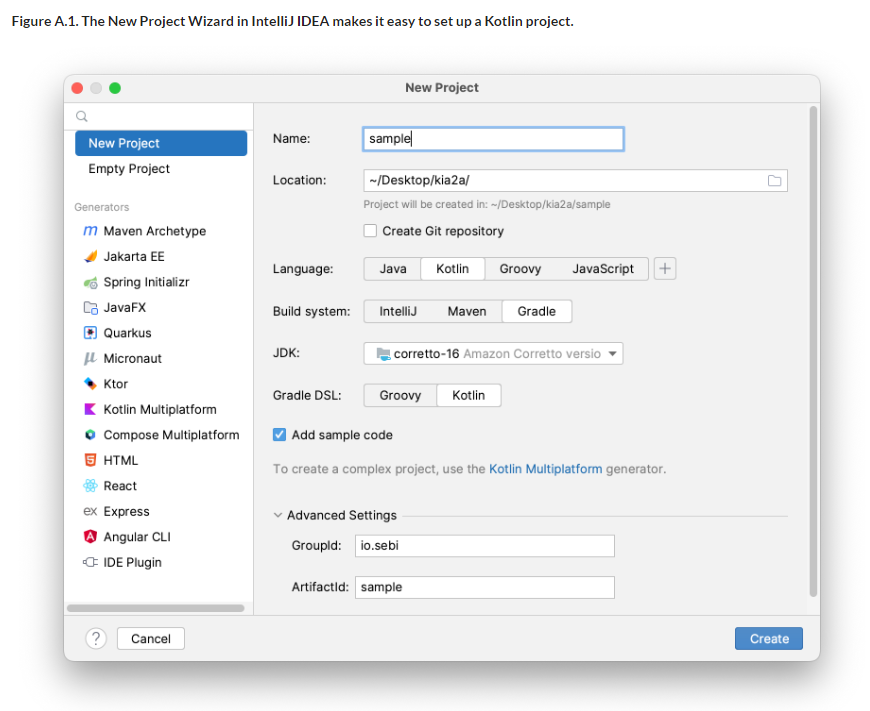 Figure A.1. The New Project Wizard in IntelliJ IDEA makes it easy to set up a Kotlin project.
New Project
New Project
Empty Project
Generators
Maven Archetype
Jakarta EE
Spring Initializr
JavaFX
Quarkus
Micronaut
Ktor
Kotlin Multiplatform
Compose Multiplatform
HTML
React
ex Express
Angular CLI
IDE Plugin
Name: sample
Location: ~/Desktop/kia2a/
Project will be created in: ~/Desktop/kia2a/sample
Create Git repository
Language: Java Kotlin Groovy JavaScript +
Build system: IntelliJ Maven Gradle
JDK: corretto-16 Amazon Corretto versio
Gradle DSL: Groovy Kotlin
Add sample code
To create a complex project, use the Kotlin Multiplatform generator.
Advanced Settings
GroupId: io.sebi
ArtifactId: sample
? Cancel Create